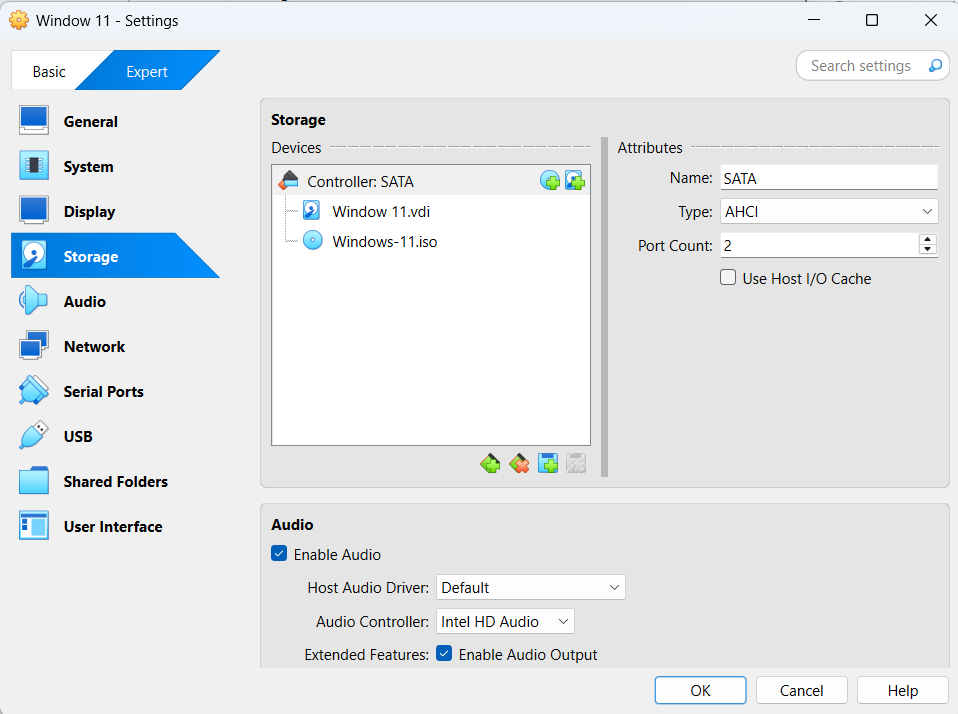 Window 11 - Settings
Basic
Expert
Search settings
General
System
Display
Storage
Audio
Network
Serial Ports
USB
Shared Folders
User Interface
Storage
Devices
Controller: SATA
Window 11.vdi
Windows-11.iso
Attributes
Name: SATA
Type: AHCI
Port Count: 2
Use Host I/O Cache
Audio
Enable Audio
Host Audio Driver: Default
Audio Controller: Intel HD Audio
Extended Features: Enable Audio Output
OK Cancel Help